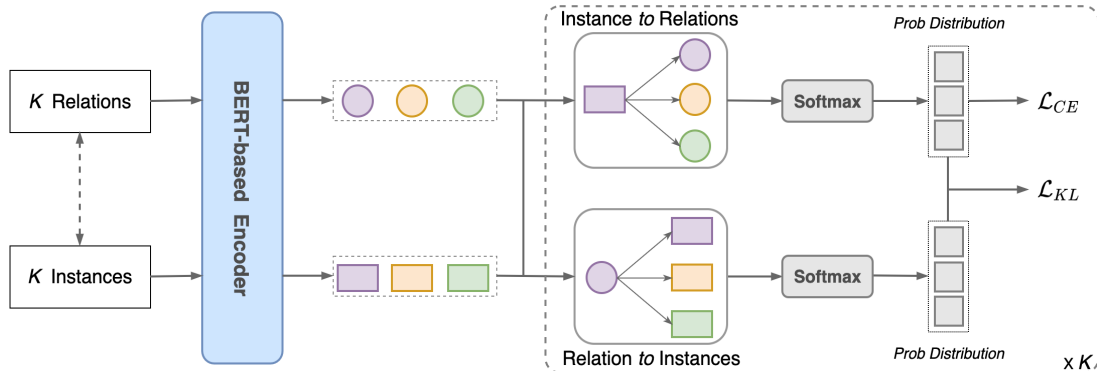 Instance to Relations
Prob Distribution
K Relations
BERT-based Encoder
Softmax
ℒCE
ℒKL
K Instances
Softmax
Relation to Instances
Prob Distribution
x K